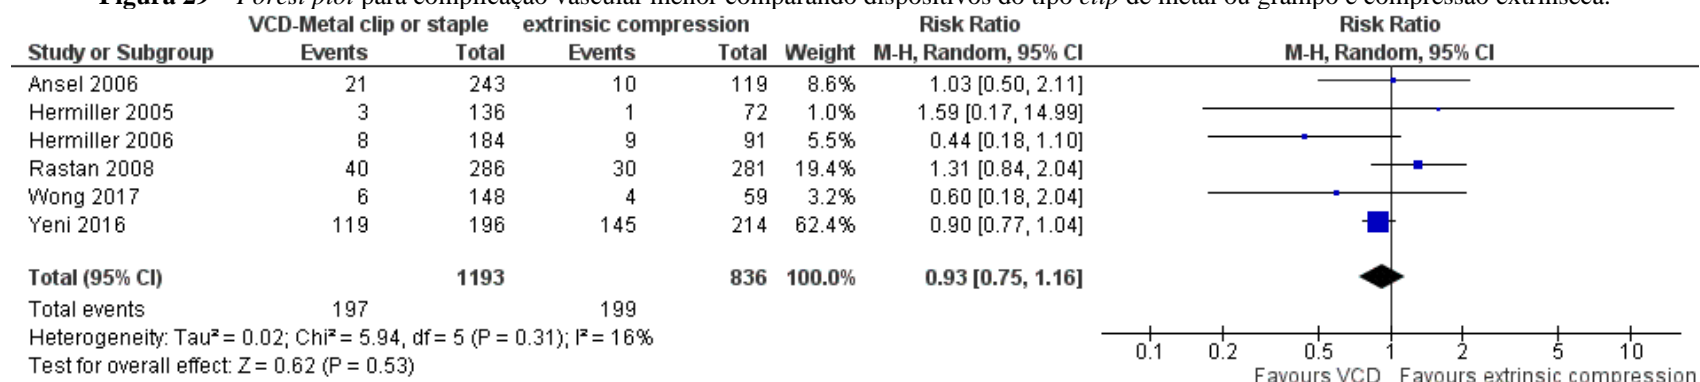 Figura 29 – Forest plot para complicação vascular menor comparando dispositivos do tipo clip de metal ou grampo e compressão extrínseca.
VCD-Metal clip or staple extrinsic compression Risk Ratio Risk Ratio
Study or Subgroup Events Total Events Total Weight M-H, Random, 95% CI M-H, Random, 95% CI
Ansel 2006 21 243 10 119 8.6% 1.03 [0.50, 2.11]
Hermiller 2005 3 136 1 72 1.0% 1.59 [0.17, 14.99]
Hermiller 2006 8 184 9 91 5.5% 0.44 [0.18, 1.10]
Rastan 2008 40 286 30 281 19.4% 1.31 [0.84, 2.04]
Wong 2017 6 148 4 59 3.2% 0.60 [0.18, 2.04]
Yeni 2016 119 196 145 214 62.4% 0.90 [0.77, 1.04]
Total (95% CI) 1193 836 100.0% 0.93 [0.75, 1.16]
Total events 197 199
Heterogeneity: Tau² = 0.02; Chi² = 5.94, df = 5 (P = 0.31); I² = 16%
Test for overall effect: Z = 0.62 (P = 0.53)
0.1 0.2 0.5 1 2 5 10
Favours VCD Favours extrinsic compression